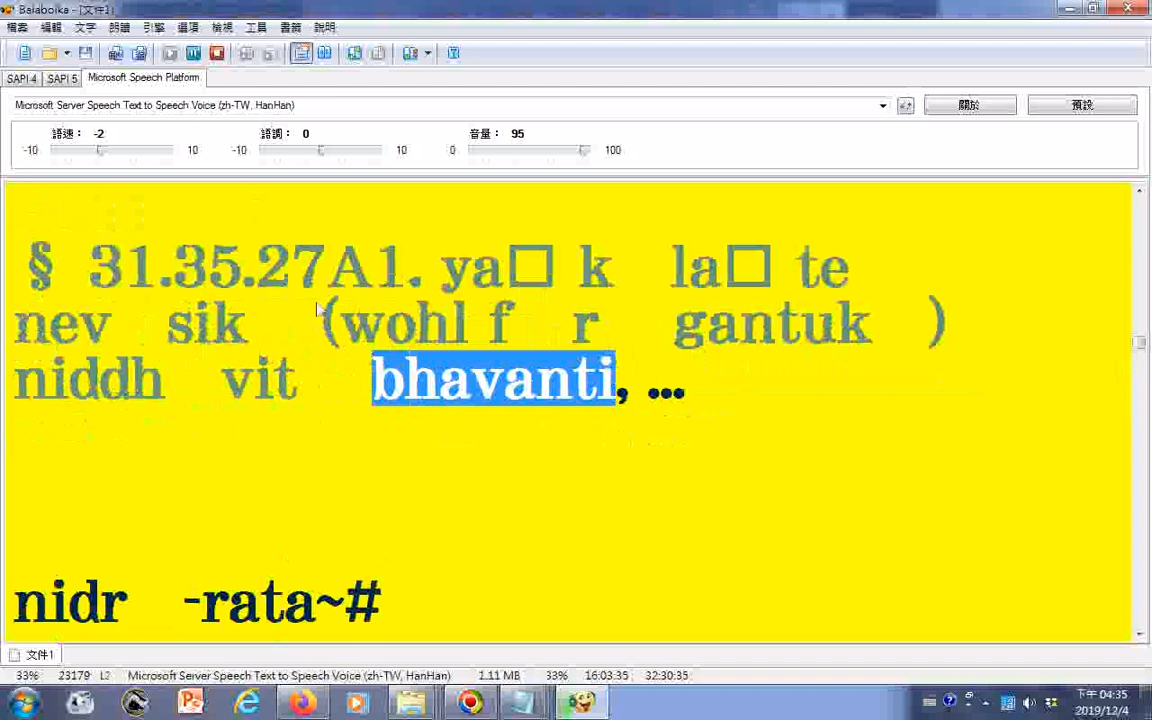 Balabolka - [文件1]
檔案 編輯 文字 朗讀 引擎 選項 檢視 工具 書籤 說明
SAPI 4 SAPI 5 Microsoft Speech Platform
Microsoft Server Speech Text to Speech Voice (zh-TW, HanHan) 關於 預設
語速： -2 語調： 0 音量： 95
-10 10 -10 10 0 100
§ 31.35.27A1. ya□ k la□ te
nev sik (wohl f r gantuk )
niddh vit bhavanti, ...
nidr -rata~#
文件1
33% 23179 L2 Microsoft Server Speech Text to Speech Voice (zh-TW, HanHan) 1.11 MB 33% 16:03:35 32:30:35
下午 04:35
2019/12/4